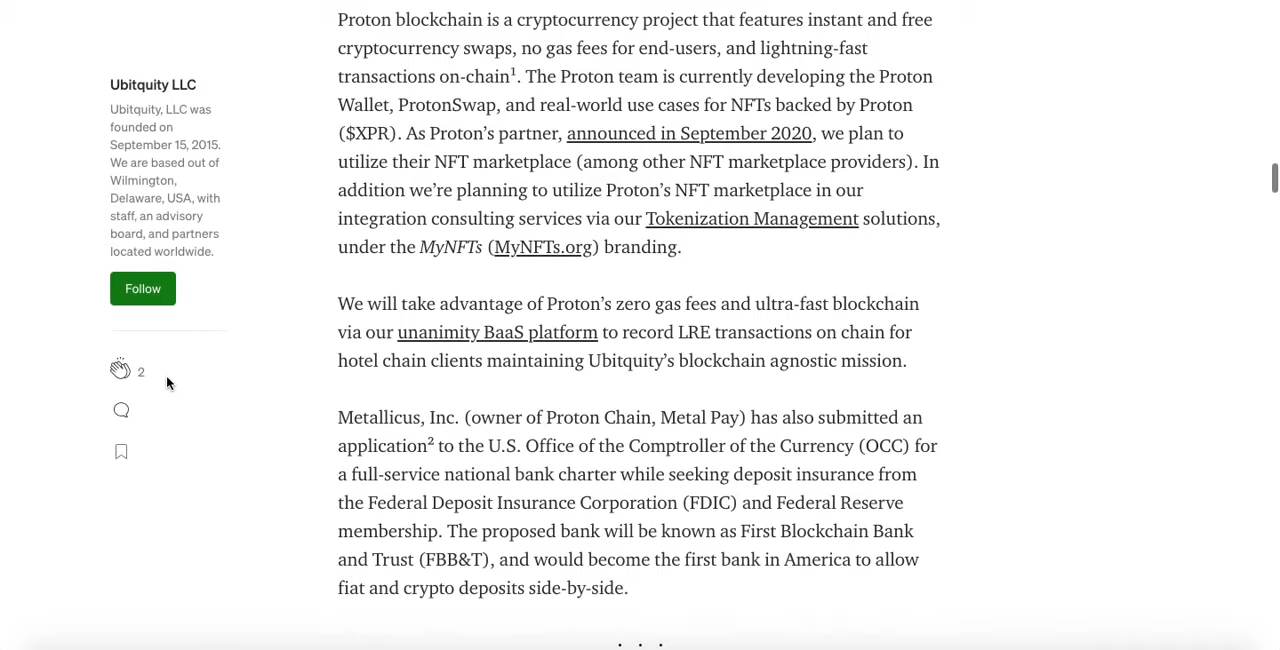 Ubitquity LLC
Ubitquity, LLC was
founded on
September 15, 2015.
We are based out of
Wilmington,
Delaware, USA, with
staff, an advisory
board, and partners
located worldwide.
Follow
2
Proton blockchain is a cryptocurrency project that features instant and free
cryptocurrency swaps, no gas fees for end-users, and lightning-fast
transactions on-chain¹. The Proton team is currently developing the Proton
Wallet, ProtonSwap, and real-world use cases for NFTs backed by Proton
($XPR). As Proton’s partner, announced in September 2020, we plan to
utilize their NFT marketplace (among other NFT marketplace providers). In
addition we’re planning to utilize Proton’s NFT marketplace in our
integration consulting services via our Tokenization Management solutions,
under the MyNFTs (MyNFTs.org) branding.
We will take advantage of Proton’s zero gas fees and ultra-fast blockchain
via our unanimity BaaS platform to record LRE transactions on chain for
hotel chain clients maintaining Ubitquity’s blockchain agnostic mission.
Metallicus, Inc. (owner of Proton Chain, Metal Pay) has also submitted an
application² to the U.S. Office of the Comptroller of the Currency (OCC) for
a full-service national bank charter while seeking deposit insurance from
the Federal Deposit Insurance Corporation (FDIC) and Federal Reserve
membership. The proposed bank will be known as First Blockchain Bank
and Trust (FBB&T), and would become the first bank in America to allow
fiat and crypto deposits side-by-side.
. . .